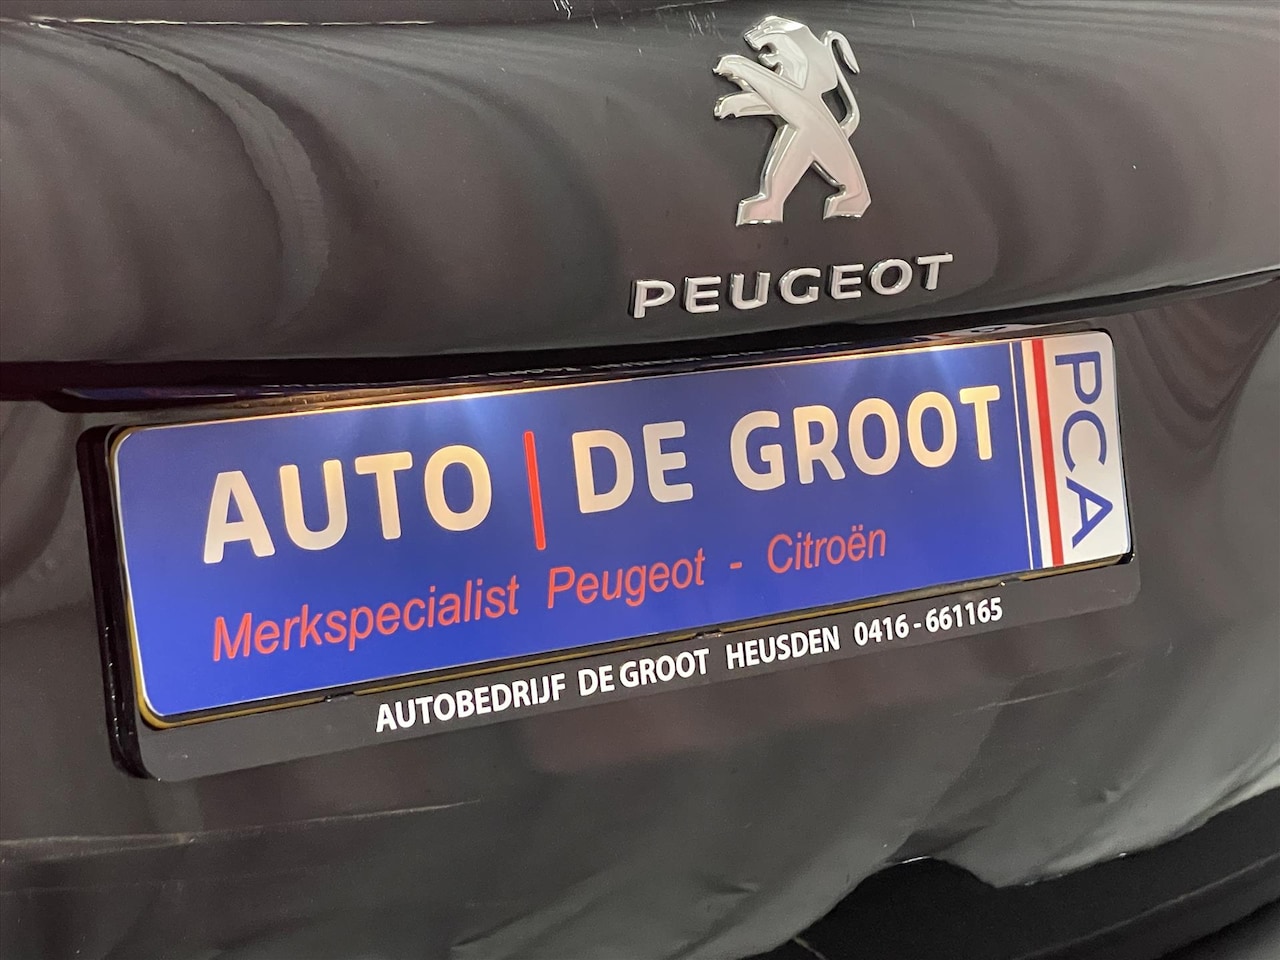 PEUGEOT
AUTO | DE GROOT
Merkspecialist Peugeot - Citroën
PCA
AUTOBEDRIJF DE GROOT HEUSDEN 0416-661165